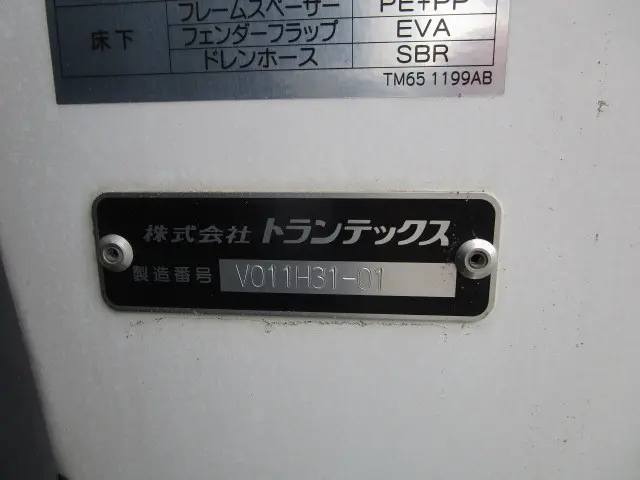 フレームスペーサー PE+PP
床下 フェンダーフラップ EVA
ドレンホース SBR
TM65 1199AB
株式会社 トランテックス
製造番号 V011H31-01